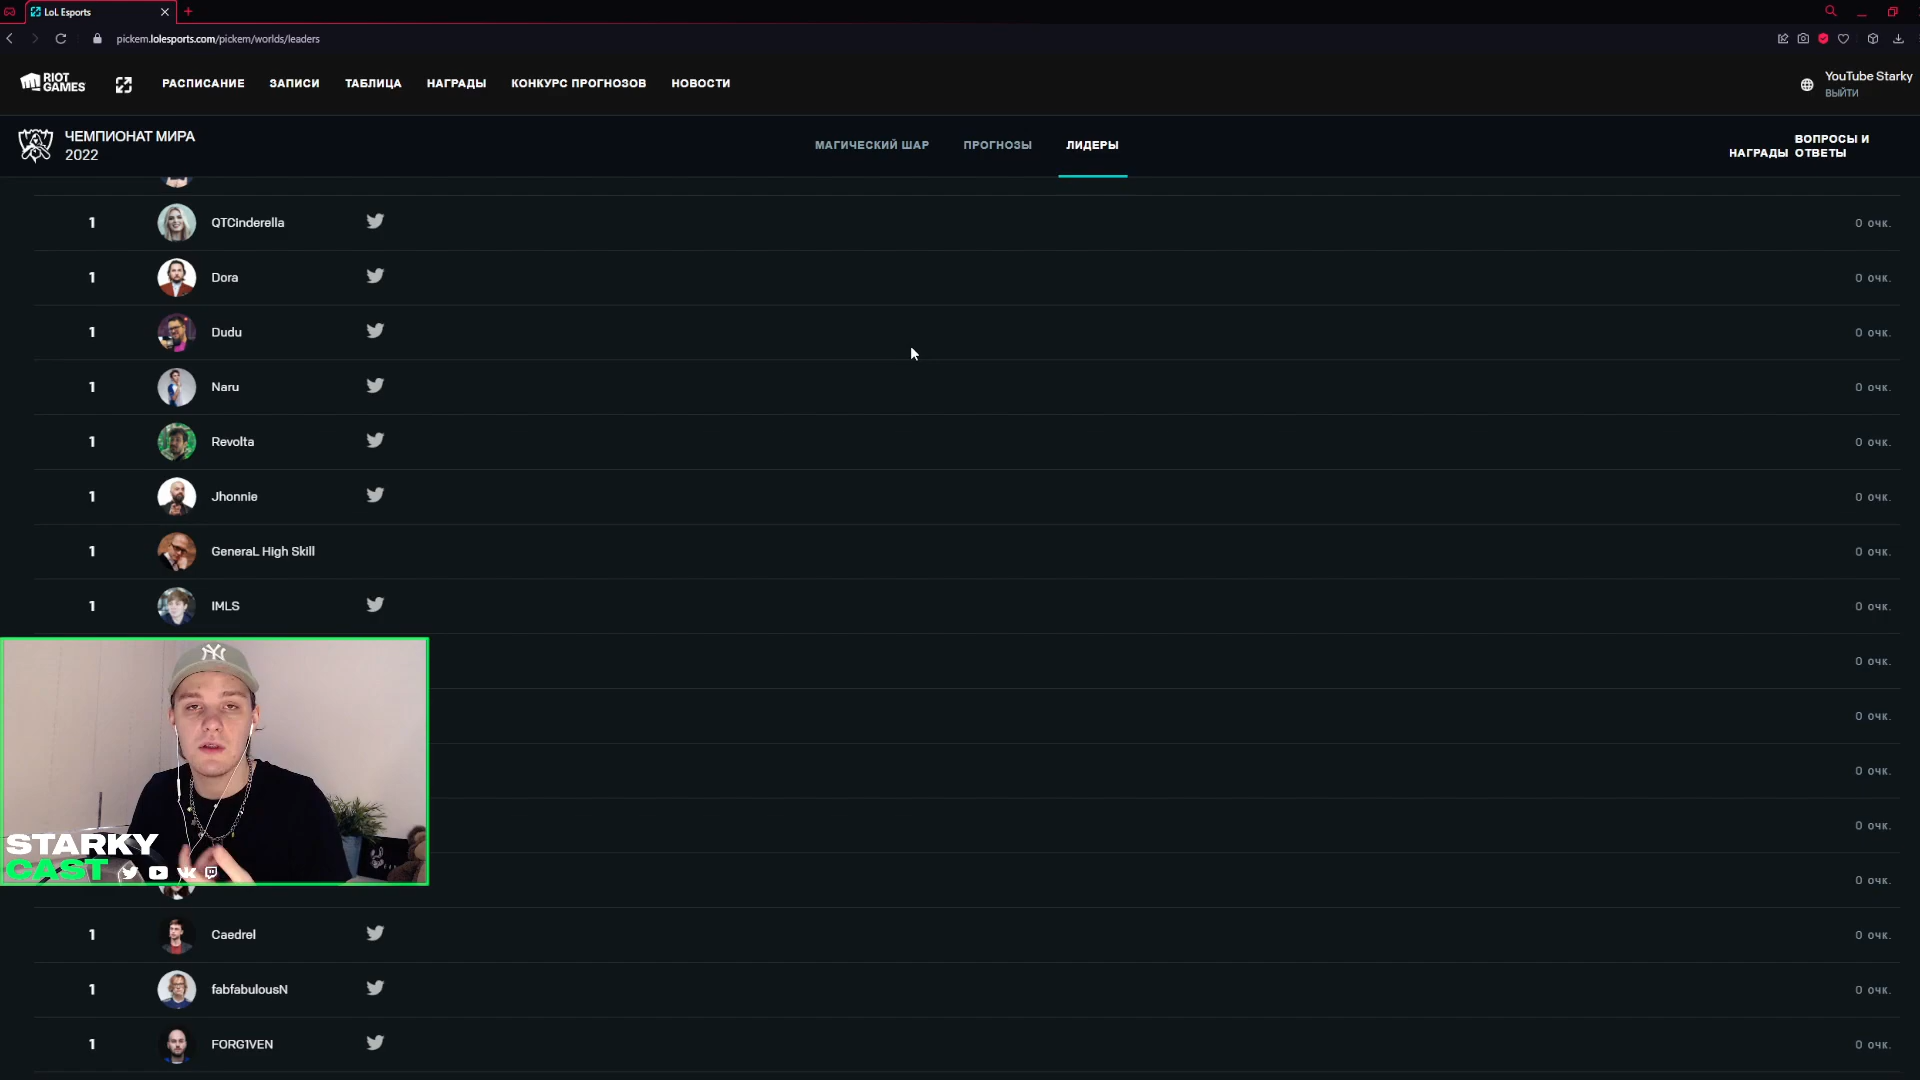 LoL Esports
pickem.lolesports.com/pickem/worlds/leaders
RIOT GAMES
РАСПИСАНИЕ ЗАПИСИ ТАБЛИЦА НАГРАДЫ КОНКУРС ПРОГНОЗОВ НОВОСТИ
YouTube Starky
ВЫЙТИ
ЧЕМПИОНАТ МИРА
2022
МАГИЧЕСКИЙ ШАР ПРОГНОЗЫ ЛИДЕРЫ
НАГРАДЫ
ВОПРОСЫ И
ОТВЕТЫ
1 QTCinderella 0 очк.
1 Dora 0 очк.
1 Dudu 0 очк.
1 Naru 0 очк.
1 Revolta 0 очк.
1 Jhonnie 0 очк.
1 GeneraL High Skill 0 очк.
1 IMLS 0 очк.
0 очк.
0 очк.
0 очк.
0 очк.
0 очк.
NY
STARKY
CAST
1 Caedrel 0 очк.
1 fabfabulousN 0 очк.
1 FORG1VEN 0 очк.